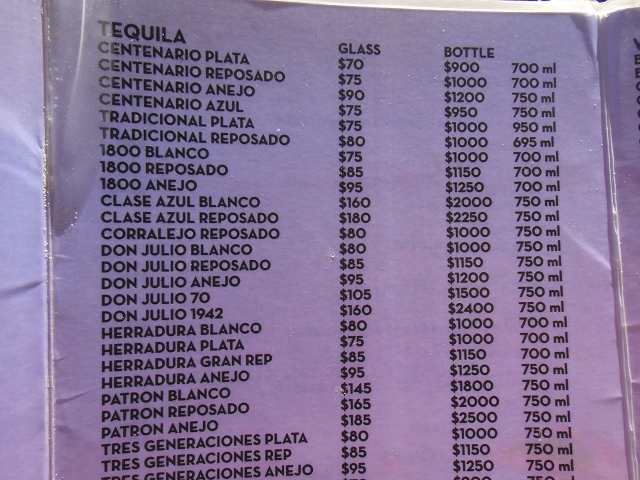 TEQUILA GLASS BOTTLE
CENTENARIO PLATA $70 $900 700 ml
CENTENARIO REPOSADO $75 $1000 700 ml
CENTENARIO ANEJO $90 $1200 750 ml
CENTENARIO AZUL $75 $950 750 ml
TRADICIONAL PLATA $75 $1000 950 ml
TRADICIONAL REPOSADO $80 $1000 695 ml
1800 BLANCO $75 $1000 700 ml
1800 REPOSADO $85 $1150 700 ml
1800 ANEJO $95 $1250 700 ml
CLASE AZUL BLANCO $160 $2000 750 ml
CLASE AZUL REPOSADO $180 $2250 750 ml
CORRALEJO REPOSADO $80 $1000 750 ml
DON JULIO BLANCO $80 $1000 750 ml
DON JULIO REPOSADO $85 $1150 750 ml
DON JULIO ANEJO $95 $1200 750 ml
DON JULIO 70 $105 $1500 750 ml
DON JULIO 1942 $160 $2400 750 ml
HERRADURA BLANCO $80 $1000 700 ml
HERRADURA PLATA $75 $1000 750 ml
HERRADURA GRAN REP $85 $1150 700 ml
HERRADURA ANEJO $95 $1250 750 ml
PATRON BLANCO $145 $1800 750 ml
PATRON REPOSADO $165 $2000 750 ml
PATRON ANEJO $185 $2500 750 ml
TRES GENERACIONES PLATA $80 $1000 750 ml
TRES GENERACIONES REP $85 $1150 750 ml
TRES GENERACIONES ANEJO $95 $1250 750 ml